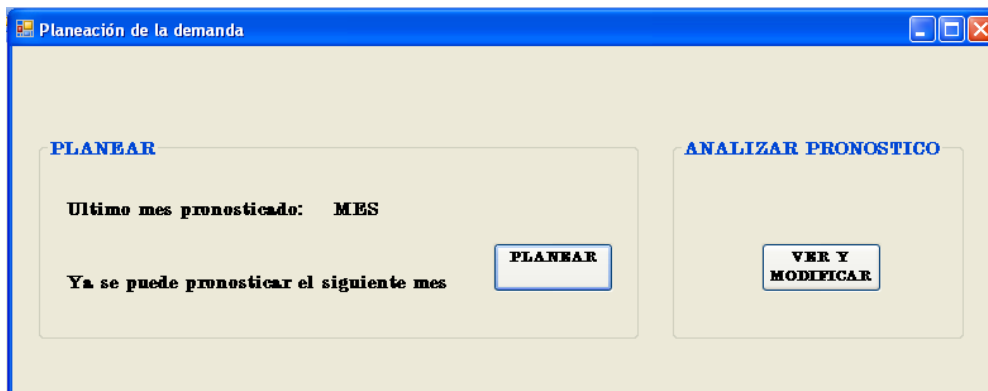 Planeación de la demanda
PLANEAR
Ultimo mes pronosticado: MES
Ya se puede pronosticar el siguiente mes
PLANEAR
ANALIZAR PRONOSTICO
VER Y
MODIFICAR